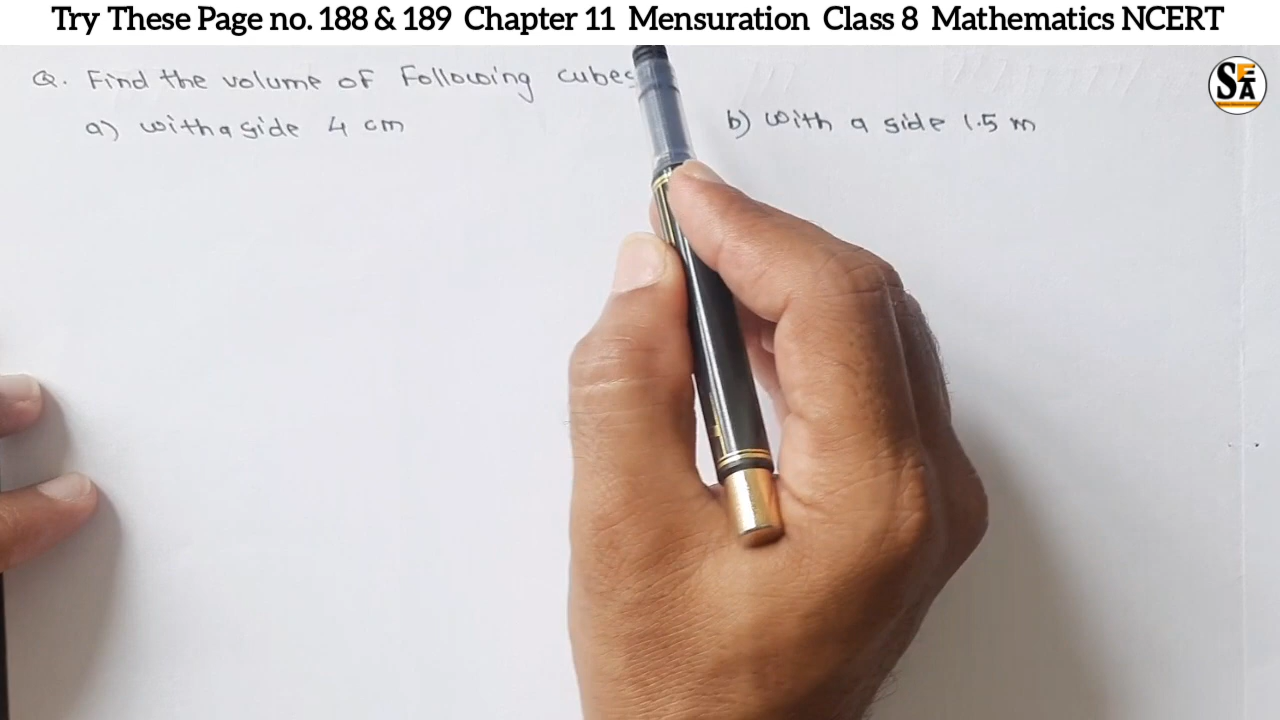 Try These Page no. 188 & 189 Chapter 11 Mensuration Class 8 Mathematics NCERT
Q. Find the volume of Following cubes
a) with a side 4 cm
b) with a side 1.5 m
SEA